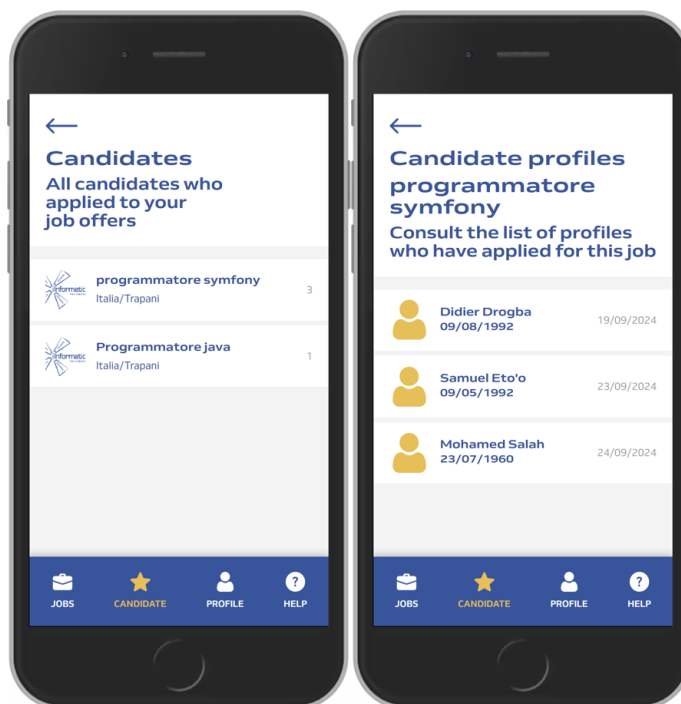 Candidates
All candidates who
applied to your
job offers
informatic
programmatore symfony
Italia/Trapani
3
informatic
Programmatore java
Italia/Trapani
1
JOBS
CANDIDATE
PROFILE
?
HELP
Candidate profiles
programmatore
symfony
Consult the list of profiles
who have applied for this job
Didier Drogba
09/08/1992
19/09/2024
Samuel Eto'o
09/05/1992
23/09/2024
Mohamed Salah
23/07/1960
24/09/2024
JOBS
CANDIDATE
PROFILE
?
HELP